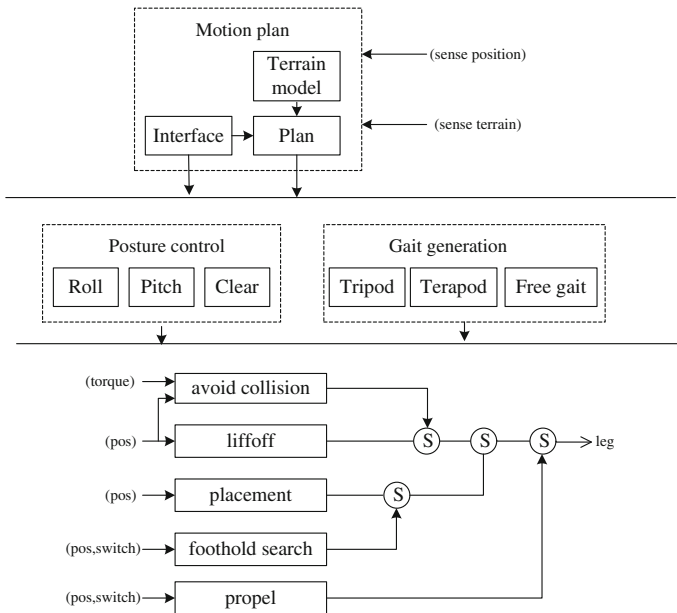 Motion plan
Terrain
model
(sense position)
Interface
Plan
(sense terrain)
Posture control
Roll
Pitch
Clear
Gait generation
Tripod
Terapod
Free gait
(torque)
avoid collision
(pos)
liffoff
S
S
S
leg
(pos)
placement
S
(pos,switch)
foothold search
(pos,switch)
propel